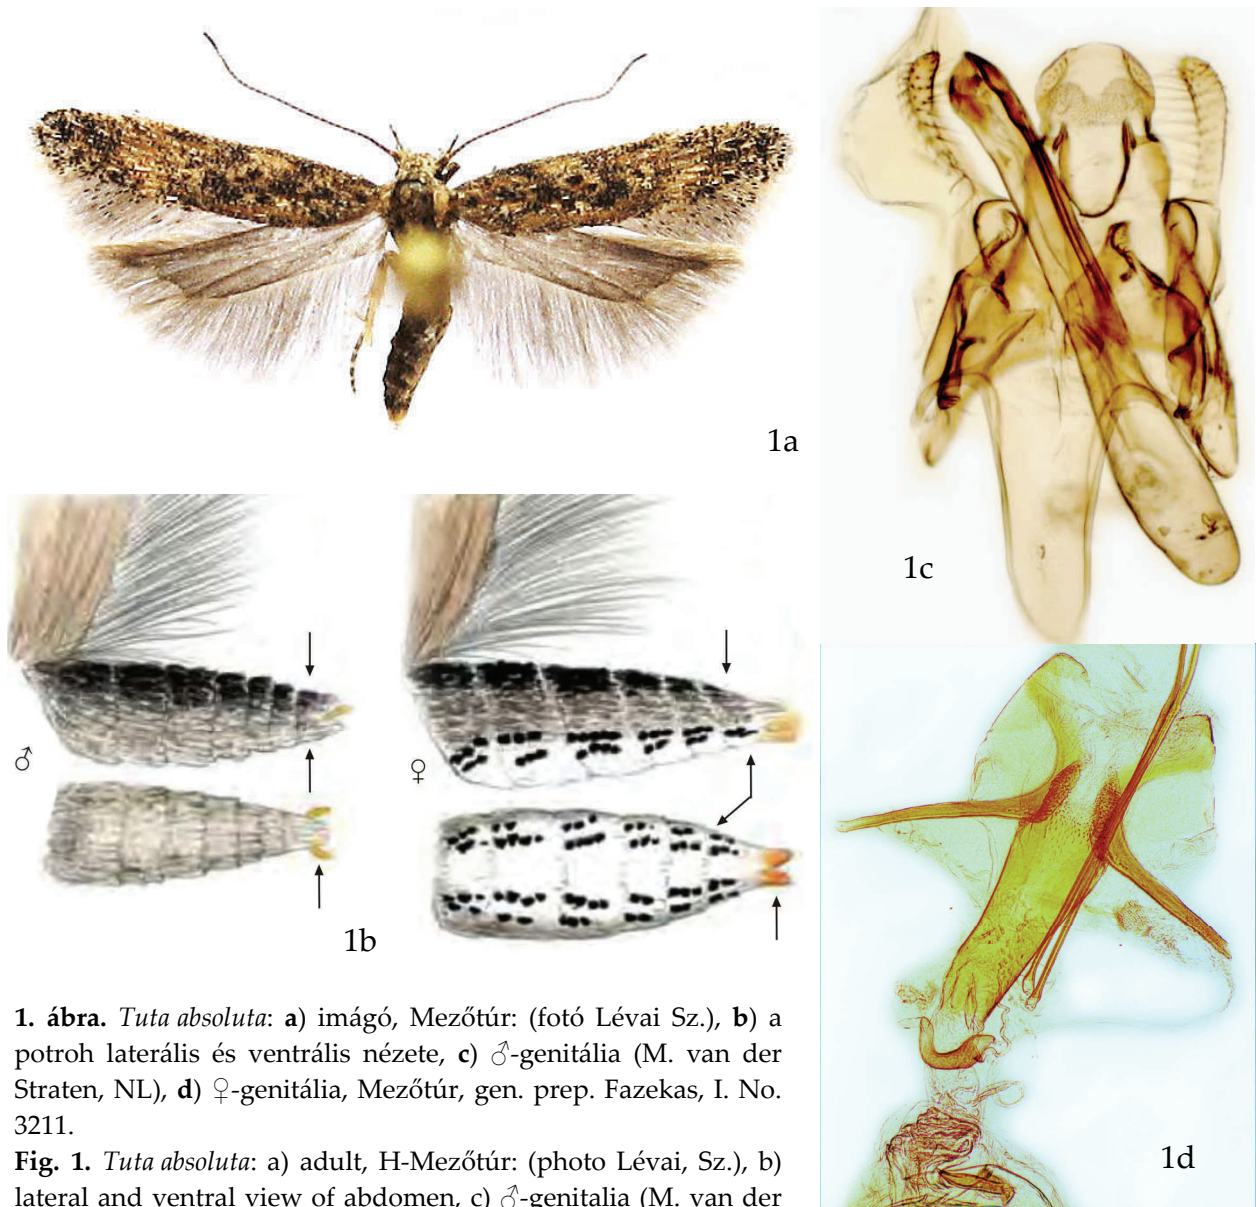 1a
1c
♂
♀
1b
1d
1. ábra. Tuta absoluta: a) imágó, Mezőtúr: (fotó Lévai Sz.), b) a
potroh laterális és ventrális nézete, c) ♂-genitália (M. van der
Straten, NL), d) ♀-genitália, Mezőtúr, gen. prep. Fazekas, I. No.
3211.
Fig. 1. Tuta absoluta: a) adult, H-Mezőtúr: (photo Lévai, Sz.), b)
lateral and ventral view of abdomen, c) ♂-genitalia (M. van der